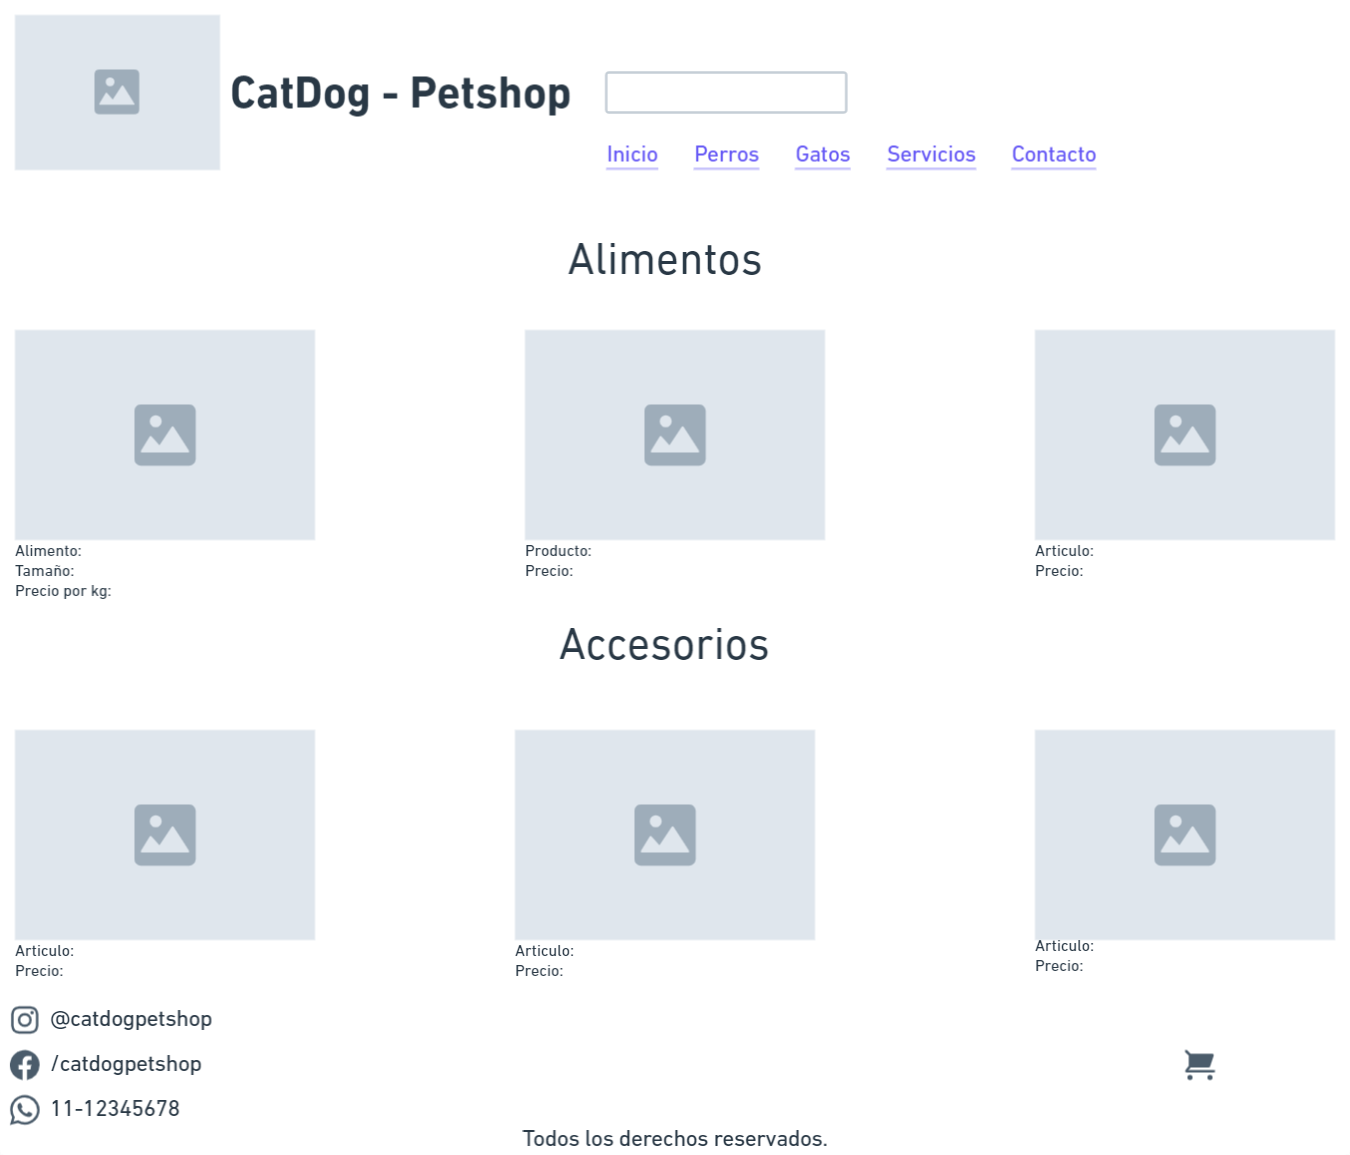 CatDog - Petshop
Inicio Perros Gatos Servicios Contacto
Alimentos
Alimento:
Tamaño:
Precio por kg:
Producto:
Precio:
Articulo:
Precio:
Accesorios
Articulo:
Precio:
Articulo:
Precio:
Articulo:
Precio:
@catdogpetshop
/catdogpetshop
11-12345678
Todos los derechos reservados.